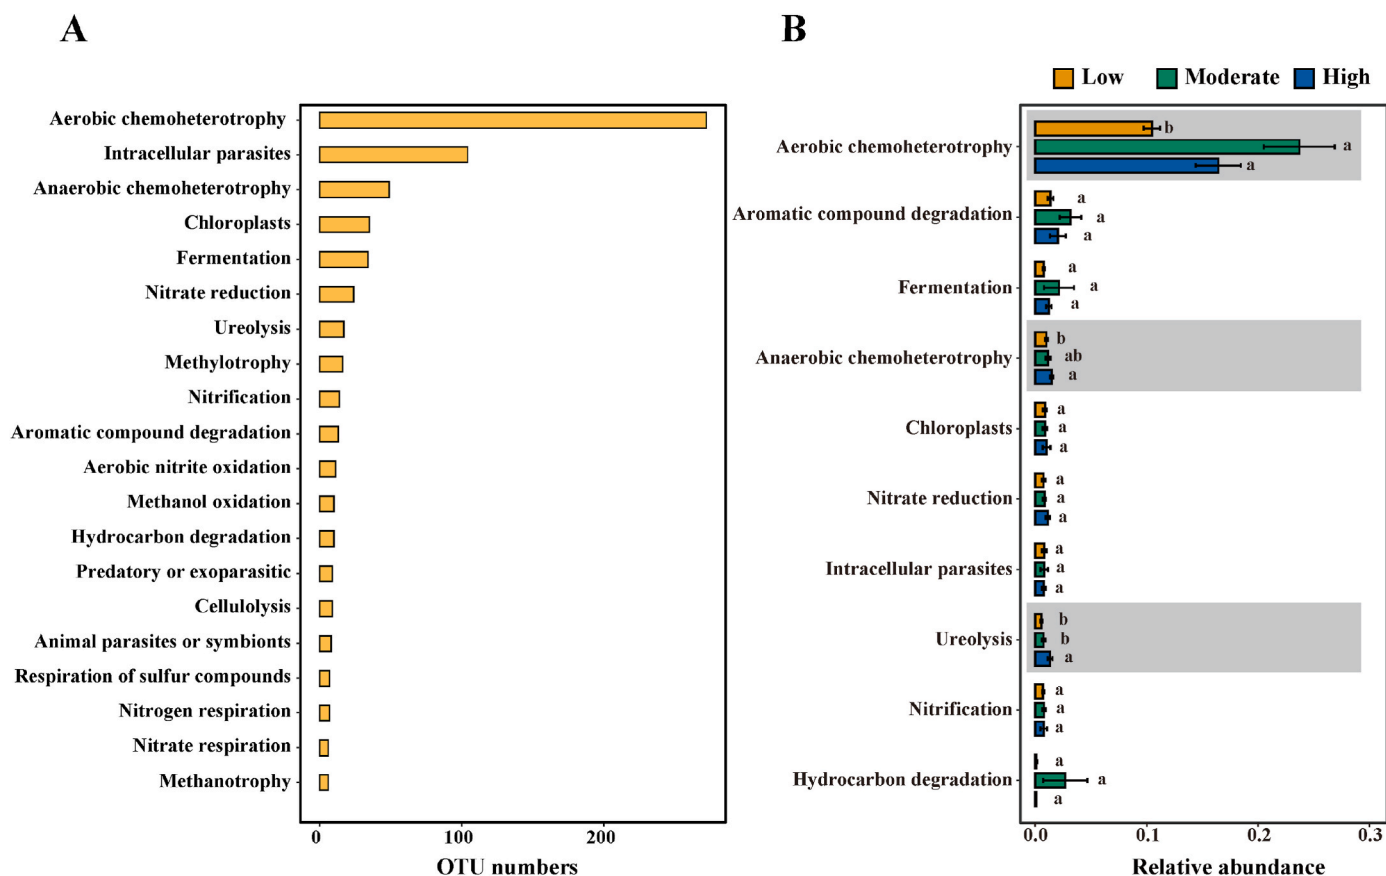 A
Aerobic chemoheterotrophy
Intracellular parasites
Anaerobic chemoheterotrophy
Chloroplasts
Fermentation
Nitrate reduction
Ureolysis
Methylotrophy
Nitrification
Aromatic compound degradation
Aerobic nitrite oxidation
Methanol oxidation
Hydrocarbon degradation
Predatory or exoparasitic
Cellulolysis
Animal parasites or symbionts
Respiration of sulfur compounds
Nitrogen respiration
Nitrate respiration
Methanotrophy
0 100 200
OTU numbers
B
Low Moderate High
b
Aerobic chemoheterotrophy a
a
a
Aromatic compound degradation a
a
a
Fermentation a
a
b
Anaerobic chemoheterotrophy ab
a
a
Chloroplasts a
a
a
Nitrate reduction a
a
a
Intracellular parasites a
a
b
Ureolysis b
a
a
Nitrification a
a
a
Hydrocarbon degradation a
a
0.0 0.1 0.2 0.3
Relative abundance